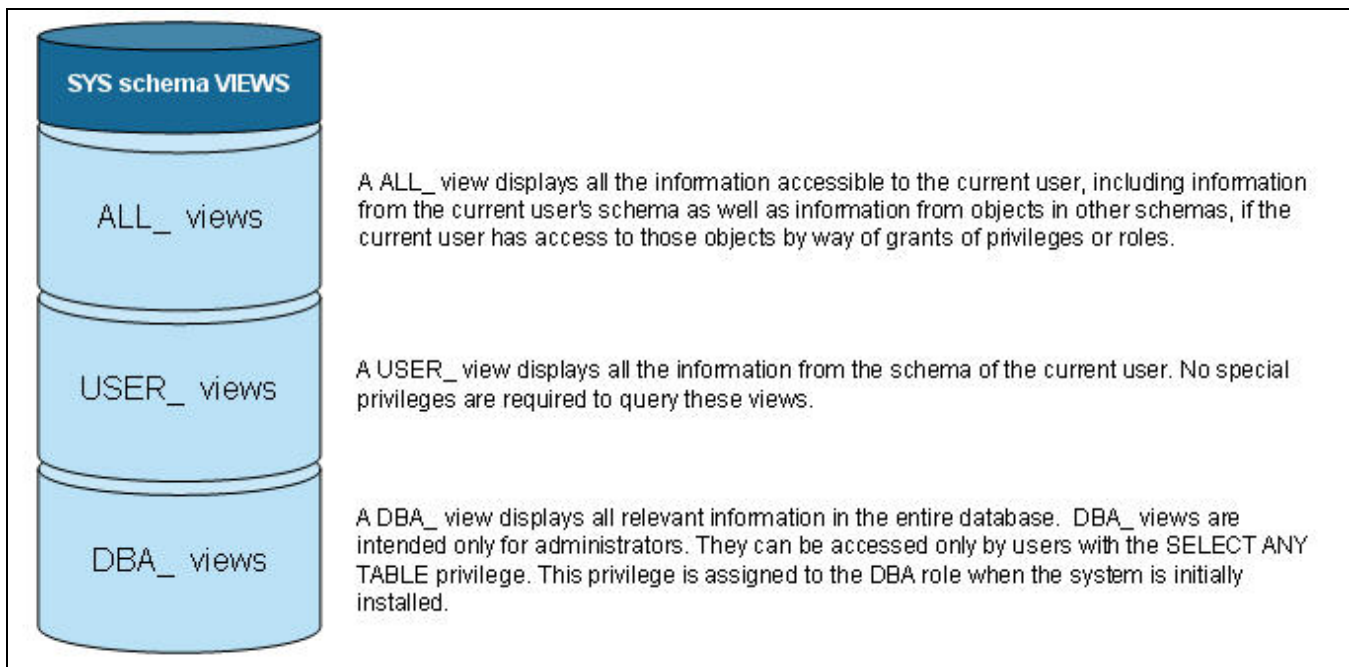 SYS schema VIEWS
ALL_ views
A ALL_ view displays all the information accessible to the current user, including information
from the current user's schema as well as information from objects in other schemas, if the
current user has access to those objects by way of grants of privileges or roles.
USER_ views
A USER_ view displays all the information from the schema of the current user. No special
privileges are required to query these views.
DBA_ views
A DBA_ view displays all relevant information in the entire database. DBA_ views are
intended only for administrators. They can be accessed only by users with the SELECT ANY
TABLE privilege. This privilege is assigned to the DBA role when the system is initially
installed.